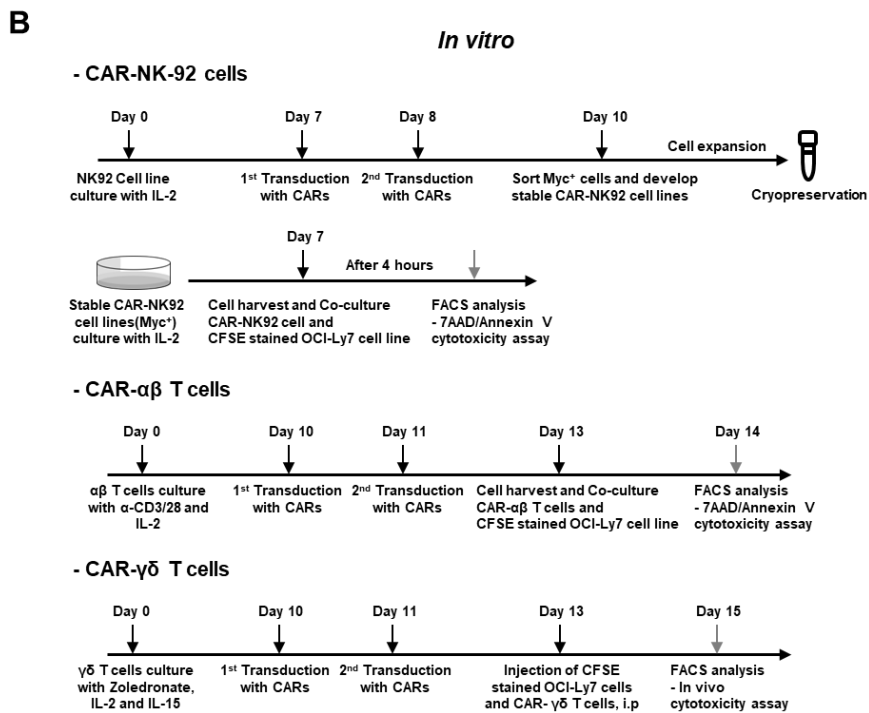 B
In vitro
- CAR-NK-92 cells
Day 0
Day 7
Day 8
Day 10
Cell expansion
NK92 Cell line
culture with IL-2
1st Transduction
with CARs
2nd Transduction
with CARs
Sort Myc+ cells and develop
stable CAR-NK92 cell lines
Cryopreservation
Day 7
After 4 hours
Stable CAR-NK92
cell lines(Myc+)
culture with IL-2
Cell harvest and Co-culture
CAR-NK92 cell and
CFSE stained OCI-Ly7 cell line
FACS analysis
- 7AAD/Annexin V
cytotoxicity assay
- CAR-αβ T cells
Day 0
Day 10
Day 11
Day 13
Day 14
αβ T cells culture
with α-CD3/28 and
IL-2
1st Transduction
with CARs
2nd Transduction
with CARs
Cell harvest and Co-culture
CAR-αβ T cells and
CFSE stained OCI-Ly7 cell line
FACS analysis
- 7AAD/Annexin V
cytotoxicity assay
- CAR-γδ T cells
Day 0
Day 10
Day 11
Day 13
Day 15
γδ T cells culture
with Zoledronate,
IL-2 and IL-15
1st Transduction
with CARs
2nd Transduction
with CARs
Injection of CFSE
stained OCI-Ly7 cells
and CAR- γδ T cells, i.p
FACS analysis
- In vivo
cytotoxicity assay